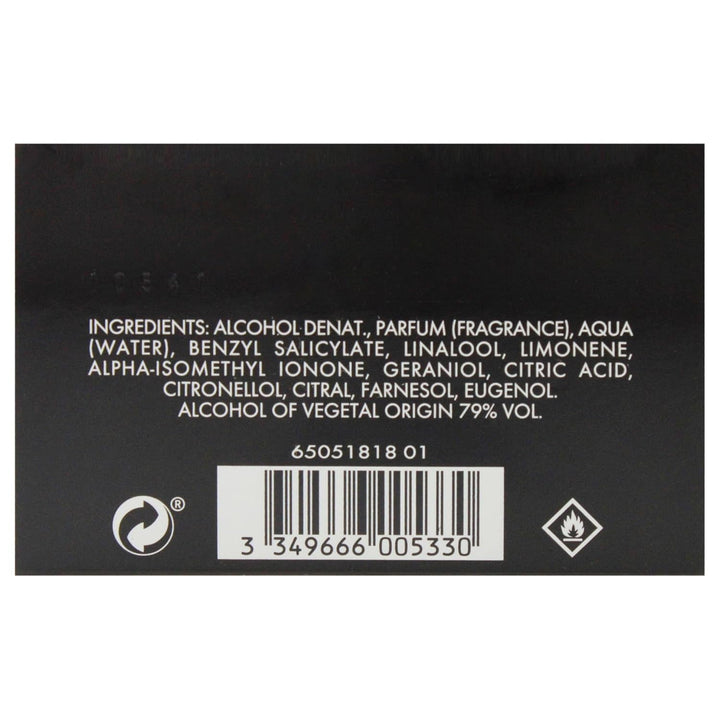 INGREDIENTS: ALCOHOL DENAT., PARFUM (FRAGRANCE), AQUA
(WATER), BENZYL SALICYLATE, LINALOOL, LIMONENE,
ALPHA-ISOMETHYL IONONE, GERANIOL, CITRIC ACID,
CITRONELLOL, CITRAL, FARNESOL, EUGENOL.
ALCOHOL OF VEGETAL ORIGIN 79% VOL.
65051818 01
®
3 349666 005330